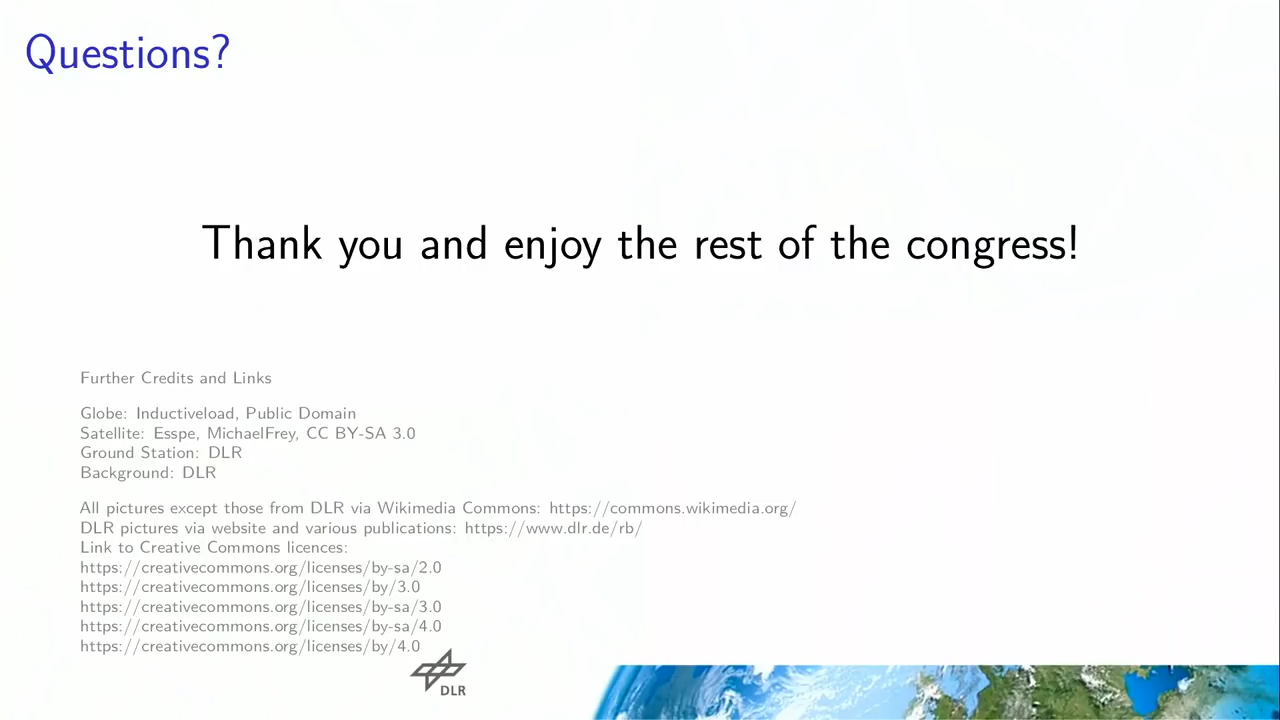 Questions?
Thank you and enjoy the rest of the congress!
Further Credits and Links
Globe: Inductiveload, Public Domain
Satellite: Esspe, MichaelFrey, CC BY-SA 3.0
Ground Station: DLR
Background: DLR
All pictures except those from DLR via Wikimedia Commons: https://commons.wikimedia.org/
DLR pictures via website and various publications: https://www.dlr.de/rb/
Link to Creative Commons licences:
https://creativecommons.org/licenses/by-sa/2.0
https://creativecommons.org/licenses/by/3.0
https://creativecommons.org/licenses/by-sa/3.0
https://creativecommons.org/licenses/by-sa/4.0
https://creativecommons.org/licenses/by/4.0
DLR